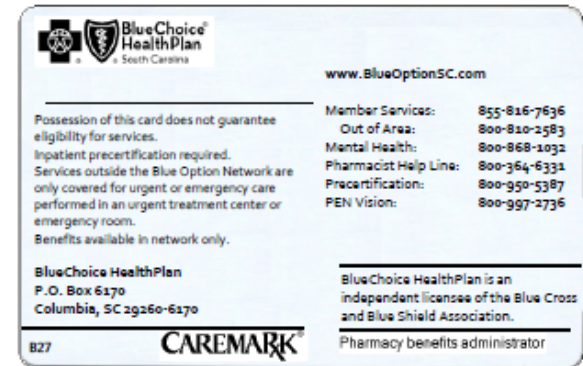 BlueChoice®
HealthPlan
South Carolina
www.BlueOptionSC.com
Possession of this card does not guarantee
eligibility for services.
Inpatient precertification required.
Services outside the Blue Option Network are
only covered for urgent or emergency care
performed in an urgent treatment center or
emergency room.
Benefits available in network only.
BlueChoice HealthPlan
P.O. Box 6170
Columbia, SC 29260-6170
Member Services: 855-816-7636
Out of Area: 800-810-2583
Mental Health: 800-868-1032
Pharmacist Help Line: 800-364-6331
Precertification: 800-950-5387
PEN Vision: 800-997-2736
BlueChoice HealthPlan is an
independent licensee of the Blue Cross
and Blue Shield Association.
B27
CAREMARK
Pharmacy benefits administrator